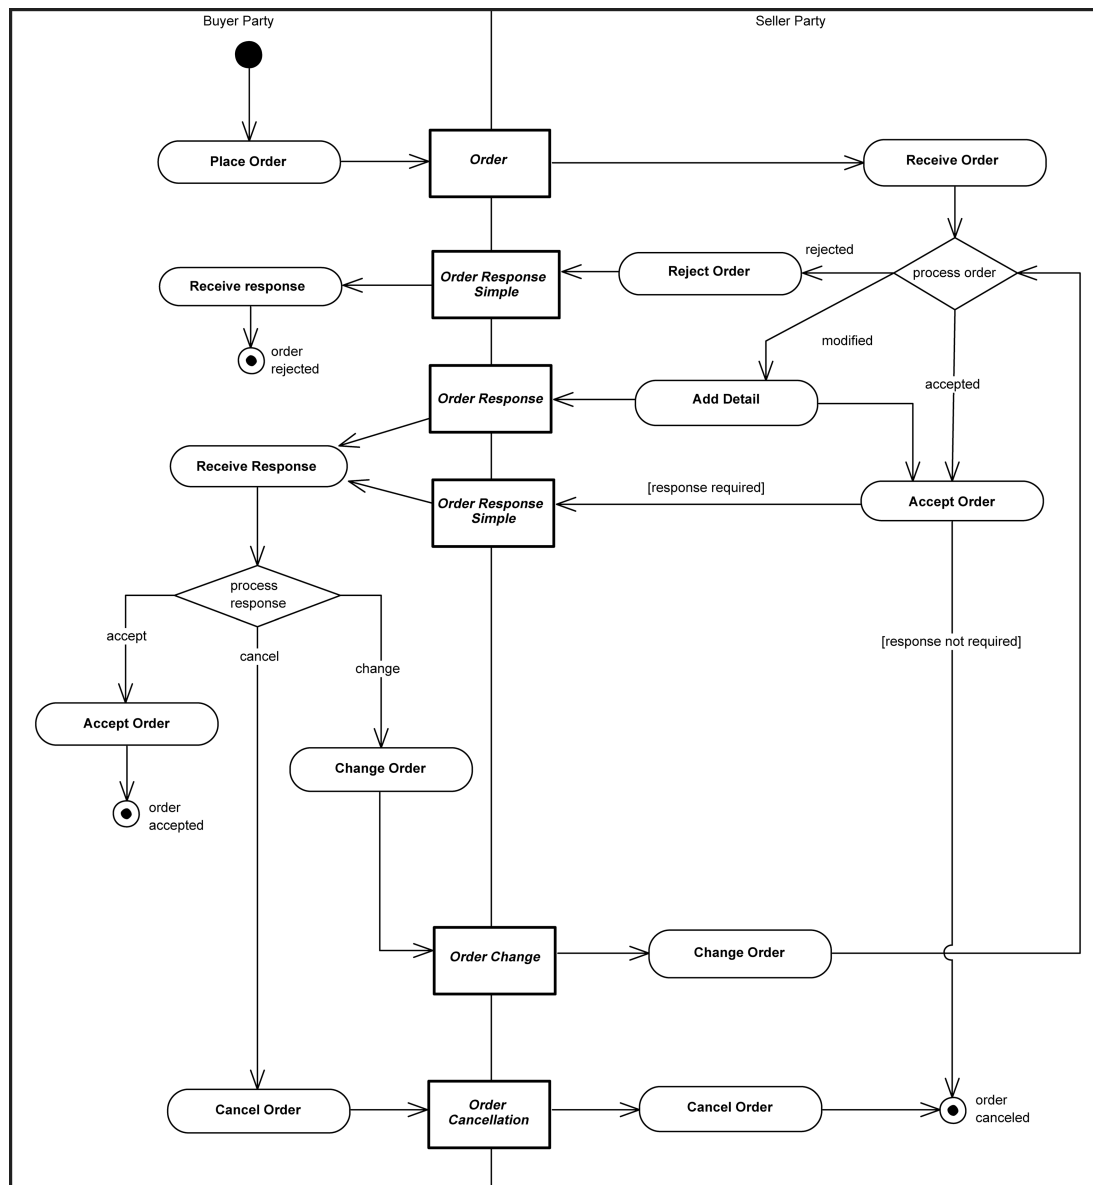 Buyer Party
Seller Party
Place Order
Order
Receive Order
rejected
Reject Order
process order
Order Response
Simple
Receive response
order
rejected
modified
accepted
Add Detail
Order Response
Receive Response
[response required]
Accept Order
Order Response
Simple
process
response
accept
cancel
change
[response not required]
Accept Order
Change Order
order
accepted
Order Change
Change Order
Cancel Order
Order
Cancellation
Cancel Order
order
canceled